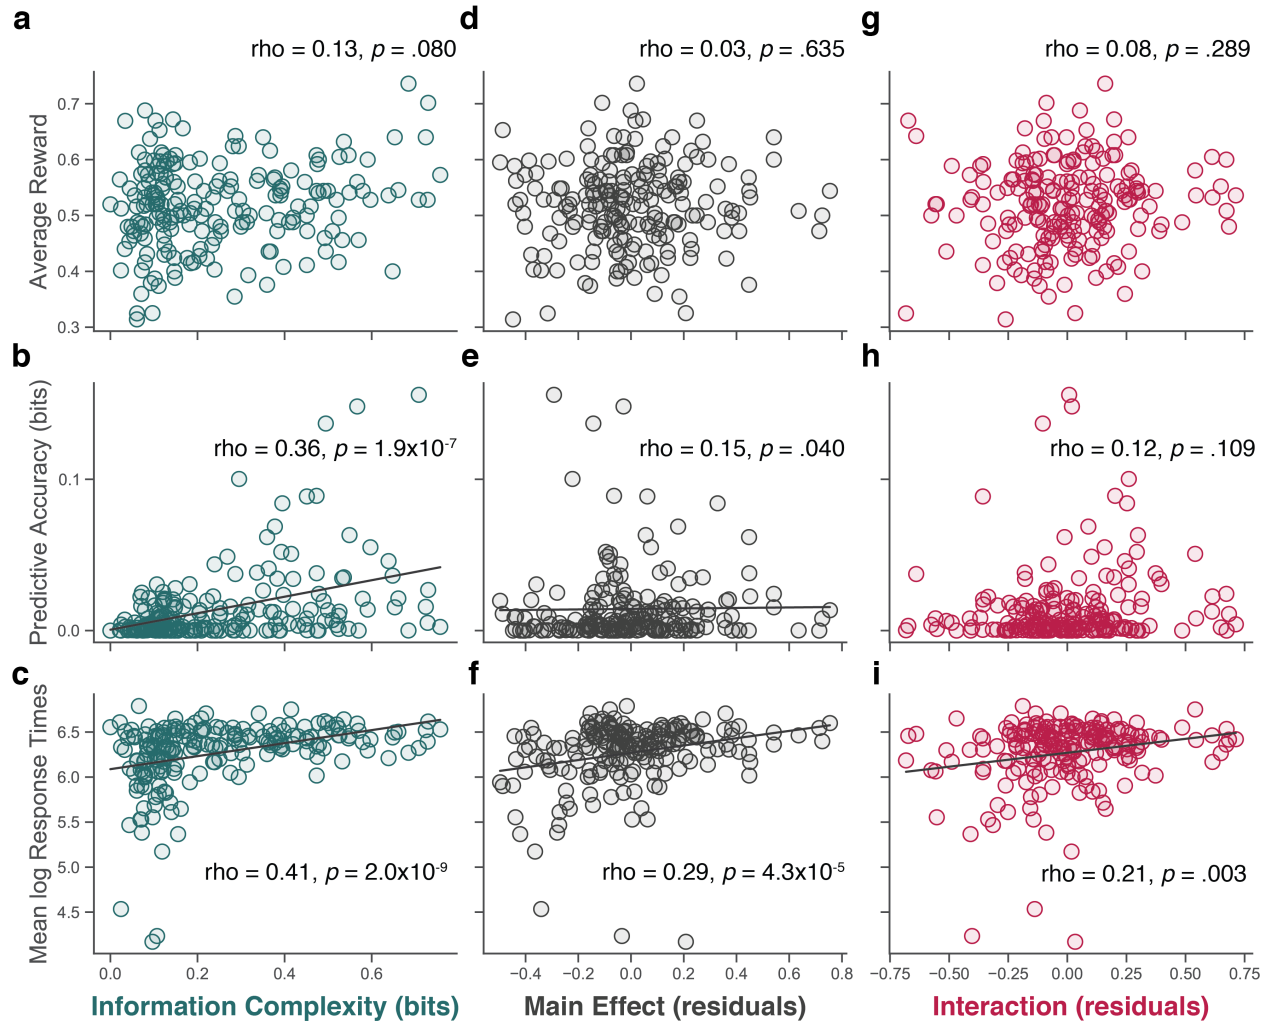 a
d
g
rho = 0.13, p = .080
rho = 0.03, p = .635
rho = 0.08, p = .289
Average Reward
0.7
0.6
0.5
0.4
0.3
b
e
h
rho = 0.36, p = 1.9x10-7
rho = 0.15, p = .040
rho = 0.12, p = .109
Predictive Accuracy (bits)
0.1
0.0
c
f
i
Mean log Response Times
6.5
6.0
5.5
5.0
4.5
rho = 0.41, p = 2.0x10-9
rho = 0.29, p = 4.3x10-5
rho = 0.21, p = .003
0.0 0.2 0.4 0.6
−0.4 −0.2 0.0 0.2 0.4 0.6 0.8
−0.75 −0.50 −0.25 0.00 0.25 0.50 0.75
Information Complexity (bits)
Main Effect (residuals)
Interaction (residuals)